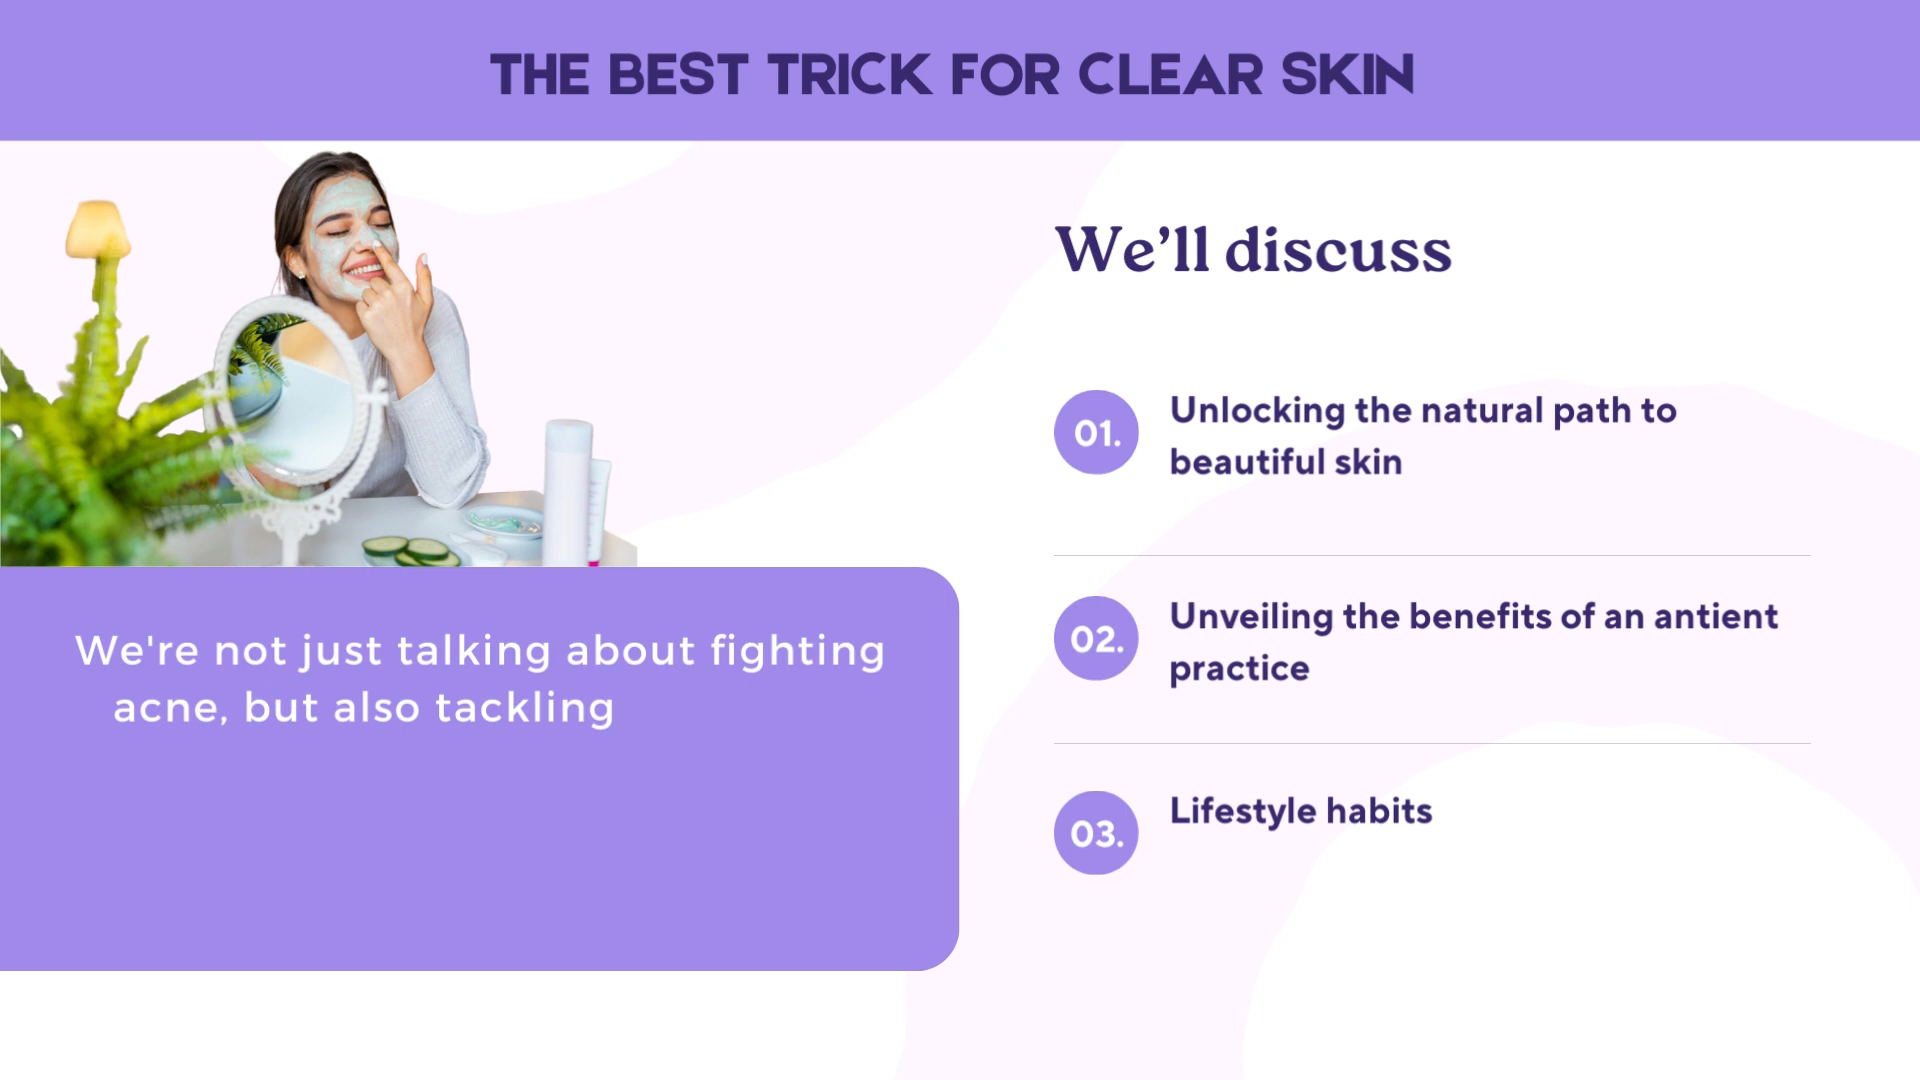 THE BEST TRICK FOR CLEAR SKIN
We're not just talking about fighting
acne, but also tackling
We’ll discuss
01.
Unlocking the natural path to
beautiful skin
02.
Unveiling the benefits of an antient
practice
03.
Lifestyle habits